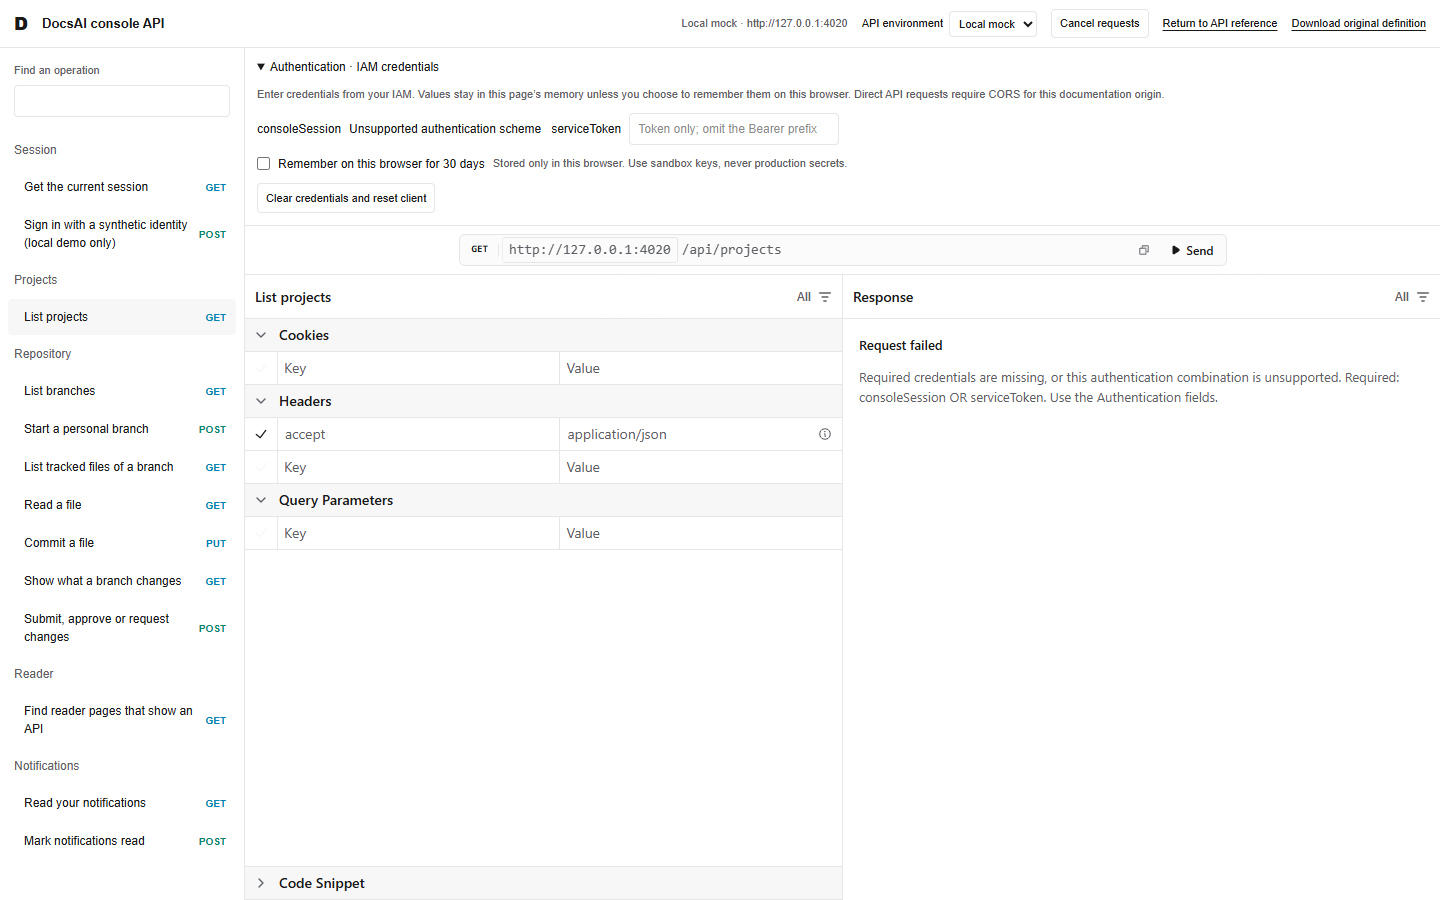 D DocsAI console API
Local mock · http://127.0.0.1:4020 API environment Local mock Cancel requests Return to API reference Download original definition
Find an operation
Session
Get the current session GET
Sign in with a synthetic identity
(local demo only) POST
Projects
List projects GET
Repository
List branches GET
Start a personal branch POST
List tracked files of a branch GET
Read a file GET
Commit a file PUT
Show what a branch changes GET
Submit, approve or request
changes POST
Reader
Find reader pages that show an
API GET
Notifications
Read your notifications GET
Mark notifications read POST
Authentication · IAM credentials
Enter credentials from your IAM. Values stay in this page's memory unless you choose to remember them on this browser. Direct API requests require CORS for this documentation origin.
consoleSession Unsupported authentication scheme serviceToken Token only; omit the Bearer prefix
Remember on this browser for 30 days Stored only in this browser. Use sandbox keys, never production secrets.
Clear credentials and reset client
GET http://127.0.0.1:4020 /api/projects Send
List projects All
Cookies
Key Value
Headers
accept application/json
Key Value
Query Parameters
Key Value
Code Snippet
Response All
Request failed
Required credentials are missing, or this authentication combination is unsupported. Required:
consoleSession OR serviceToken. Use the Authentication fields.